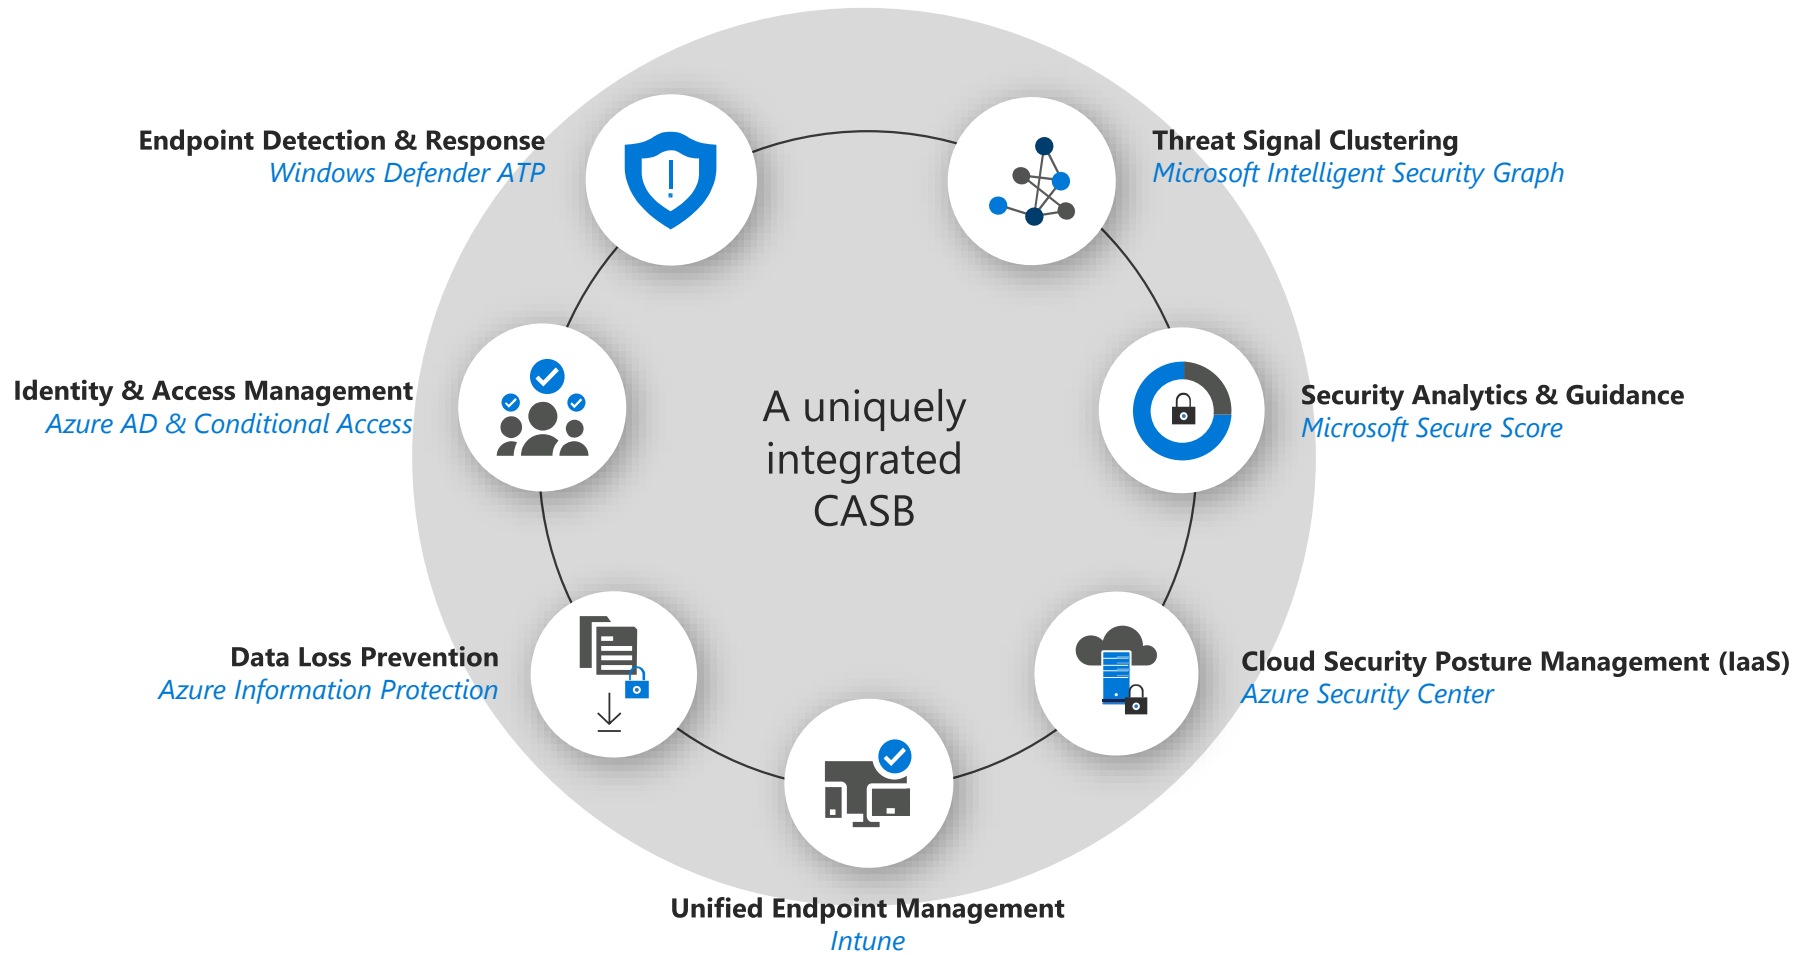 Endpoint Detection & Response
Windows Defender ATP
Threat Signal Clustering
Microsoft Intelligent Security Graph
Identity & Access Management
Azure AD & Conditional Access
A uniquely
integrated
CASB
Security Analytics & Guidance
Microsoft Secure Score
Data Loss Prevention
Azure Information Protection
Cloud Security Posture Management (IaaS)
Azure Security Center
Unified Endpoint Management
Intune